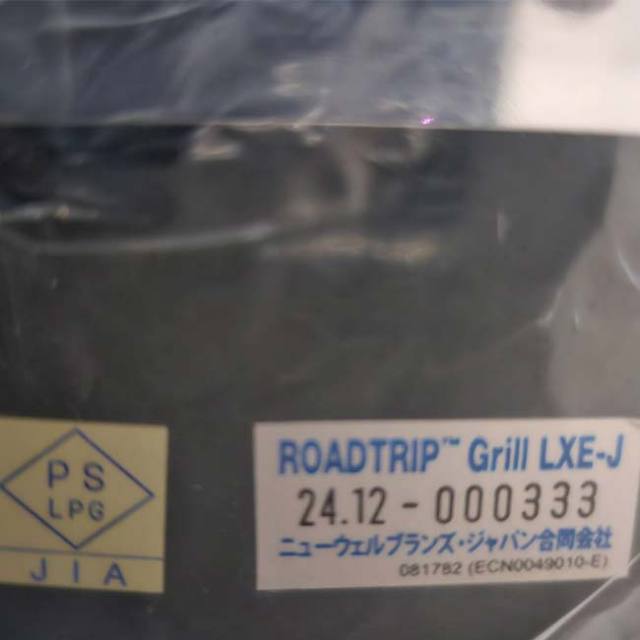 PS
LPG
JIA
ROADTRIP™ Grill LXE-J
24.12-000333
ニューウェルブランズ・ジャパン合同会社
081782 (ECN0049010-E)